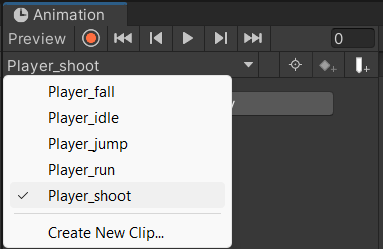 Animation
Preview
0
Player_shoot
Player_fall
Player_idle
Player_jump
Player_run
Player_shoot
Create New Clip...